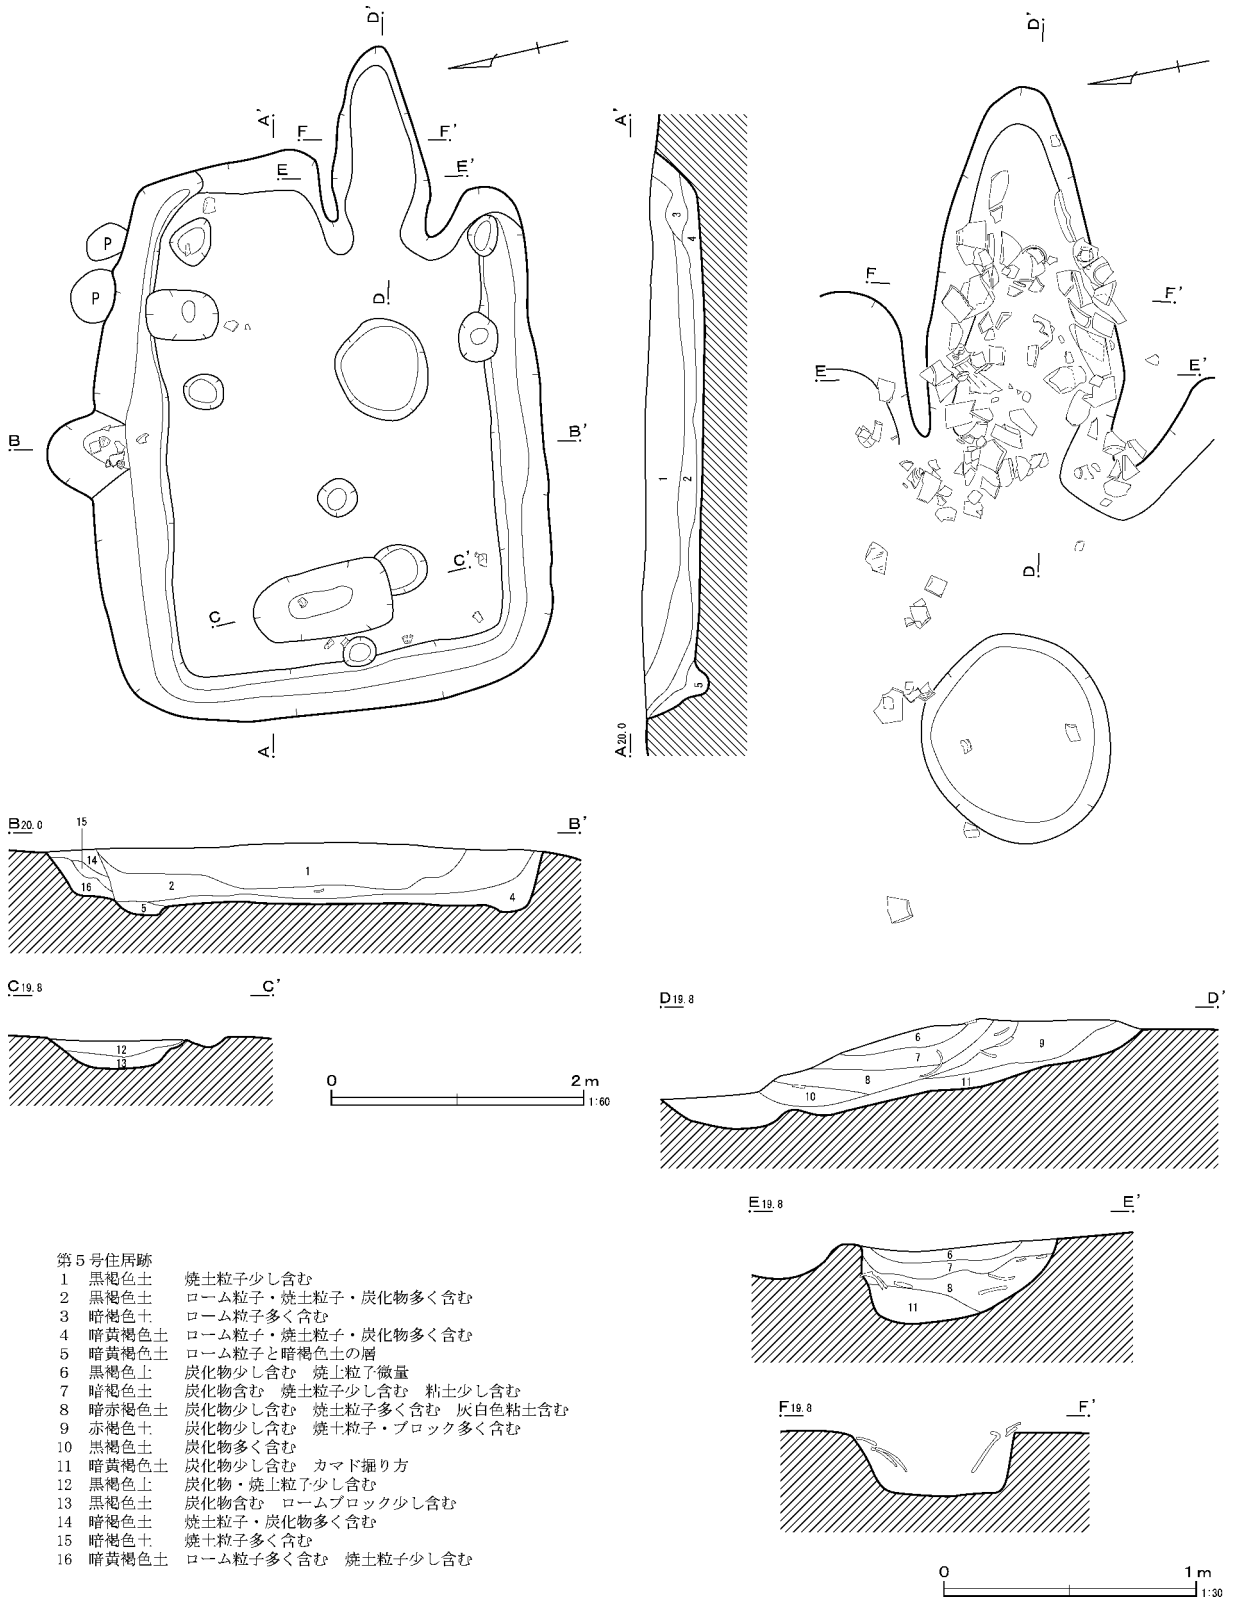 D'
A'
F
F'
E
E'
P
P
D
B
B'
C'
C
A
A'
3
4
1
2
5
A20.0
D'
F
F'
E
E'
D
B20.0
15
B'
14
16
2
1
5
4
C19.8
C'
12
13
0
2m
1:60
D19.8
D'
6
7
9
8
10
11
E19.8
E'
6
7
8
11
F19.8
F'
0
1m
1:30
第5号住居跡
1 黒褐色土 焼土粒子少し含む
2 黒褐色土 ローム粒子・焼土粒子・炭化物多く含む
3 暗褐色土 ローム粒子多く含む
4 暗黄褐色土 ローム粒子・焼土粒子・炭化物多く含む
5 暗黄褐色土 ローム粒子と暗褐色土の層
6 黒褐色土 炭化物少し含む 焼土粒子微量
7 暗褐色土 炭化物含む 焼土粒子少し含む 粘土少し含む
8 暗赤褐色土 炭化物少し含む 焼土粒子多く含む 灰白色粘土含む
9 赤褐色土 炭化物少し含む 焼土粒子・ブロック多く含む
10 黒褐色土 炭化物多く含む
11 暗黄褐色土 炭化物少し含む カマド掘り方
12 黒褐色土 炭化物・焼土粒子少し含む
13 黒褐色土 炭化物含む ロームブロック少し含む
14 暗褐色土 焼土粒子・炭化物多く含む
15 暗褐色土 焼土粒子多く含む
16 暗黄褐色土 ローム粒子多く含む 焼土粒子少し含む